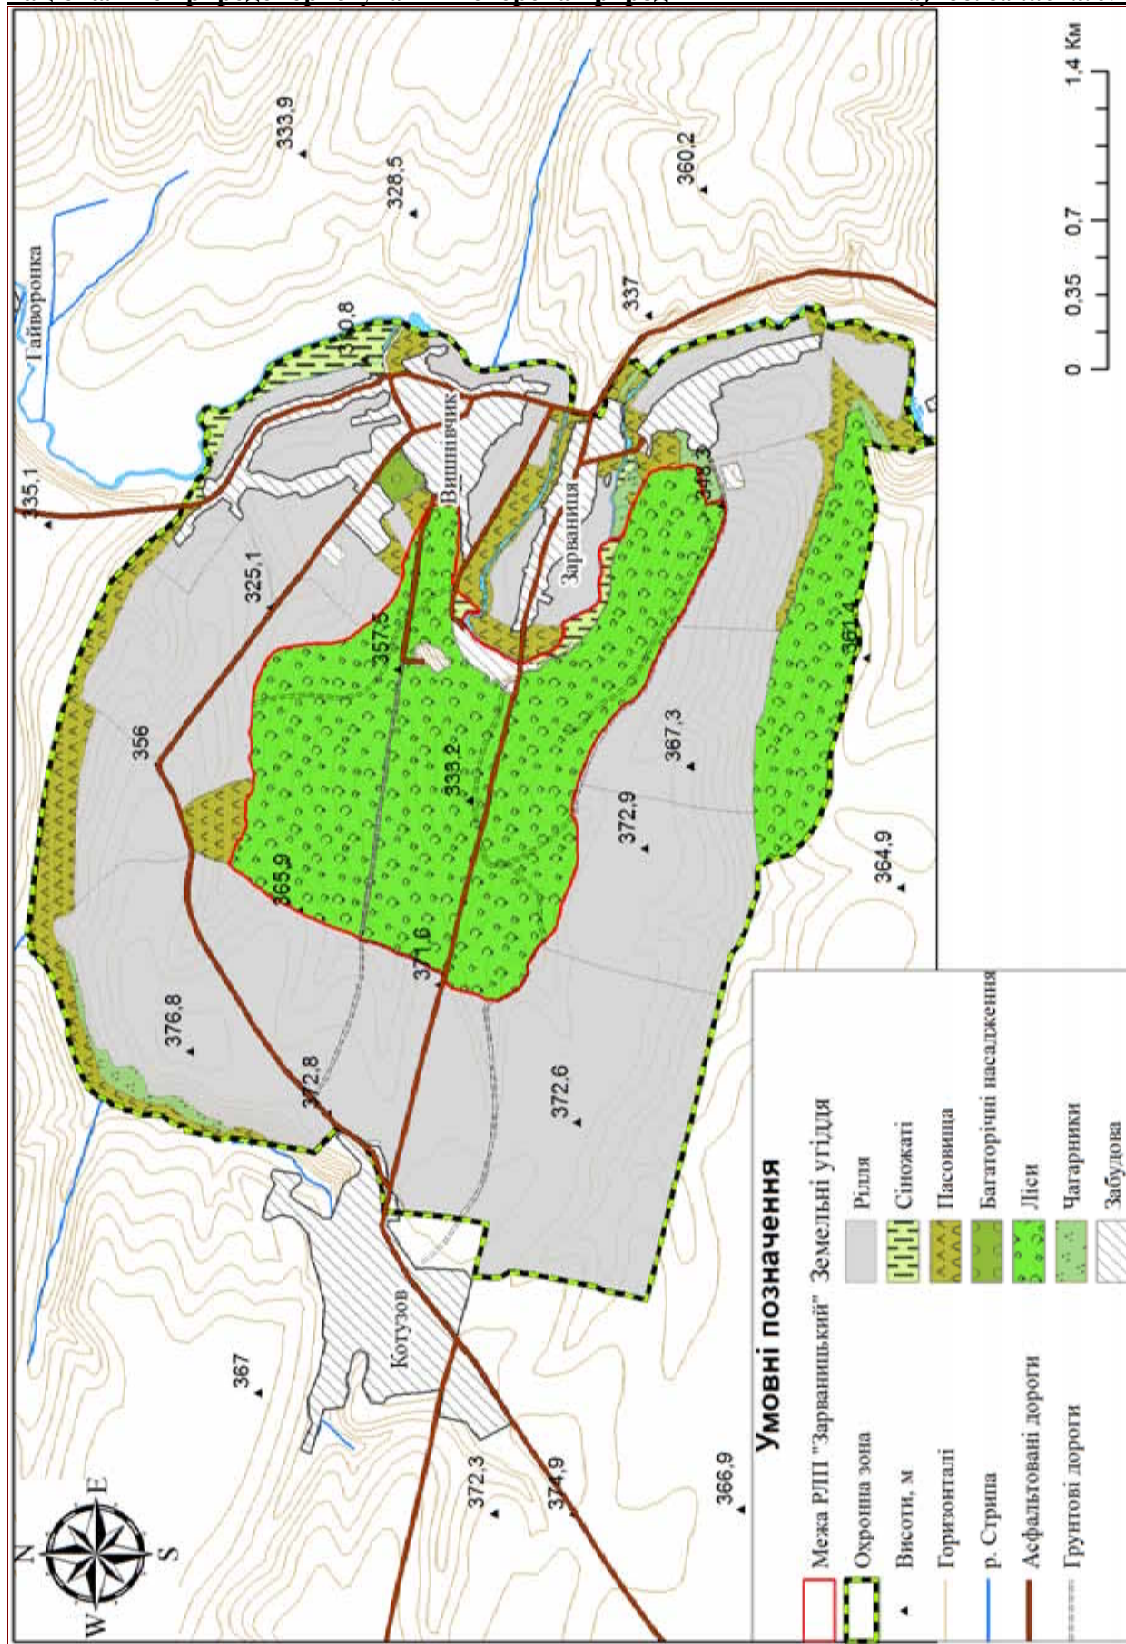 N
W
E
S
Гайворонка
335,1
333,9
328,5
325,1
356
376,8
365,9
357,5
Вишнівчик
337
360,2
Зарваниця
333,2
371,6
372,8
367
Котузов
372,3
374,9
366,9
372,6
372,9
367,3
348,3
361,4
364,9
Умовні позначення
Межа РЛП "Зарваницький"
Охронна зона
Висоти, м
Горизонталі
р. Стрипа
Асфальтовані дороги
Грунтові дороги
Земельні угіддя
Рілля
Сіножаті
Пасовища
Багаторічні насадження
Ліси
Чагарники
Забудова
0 0,35 0,7 1,4 Км